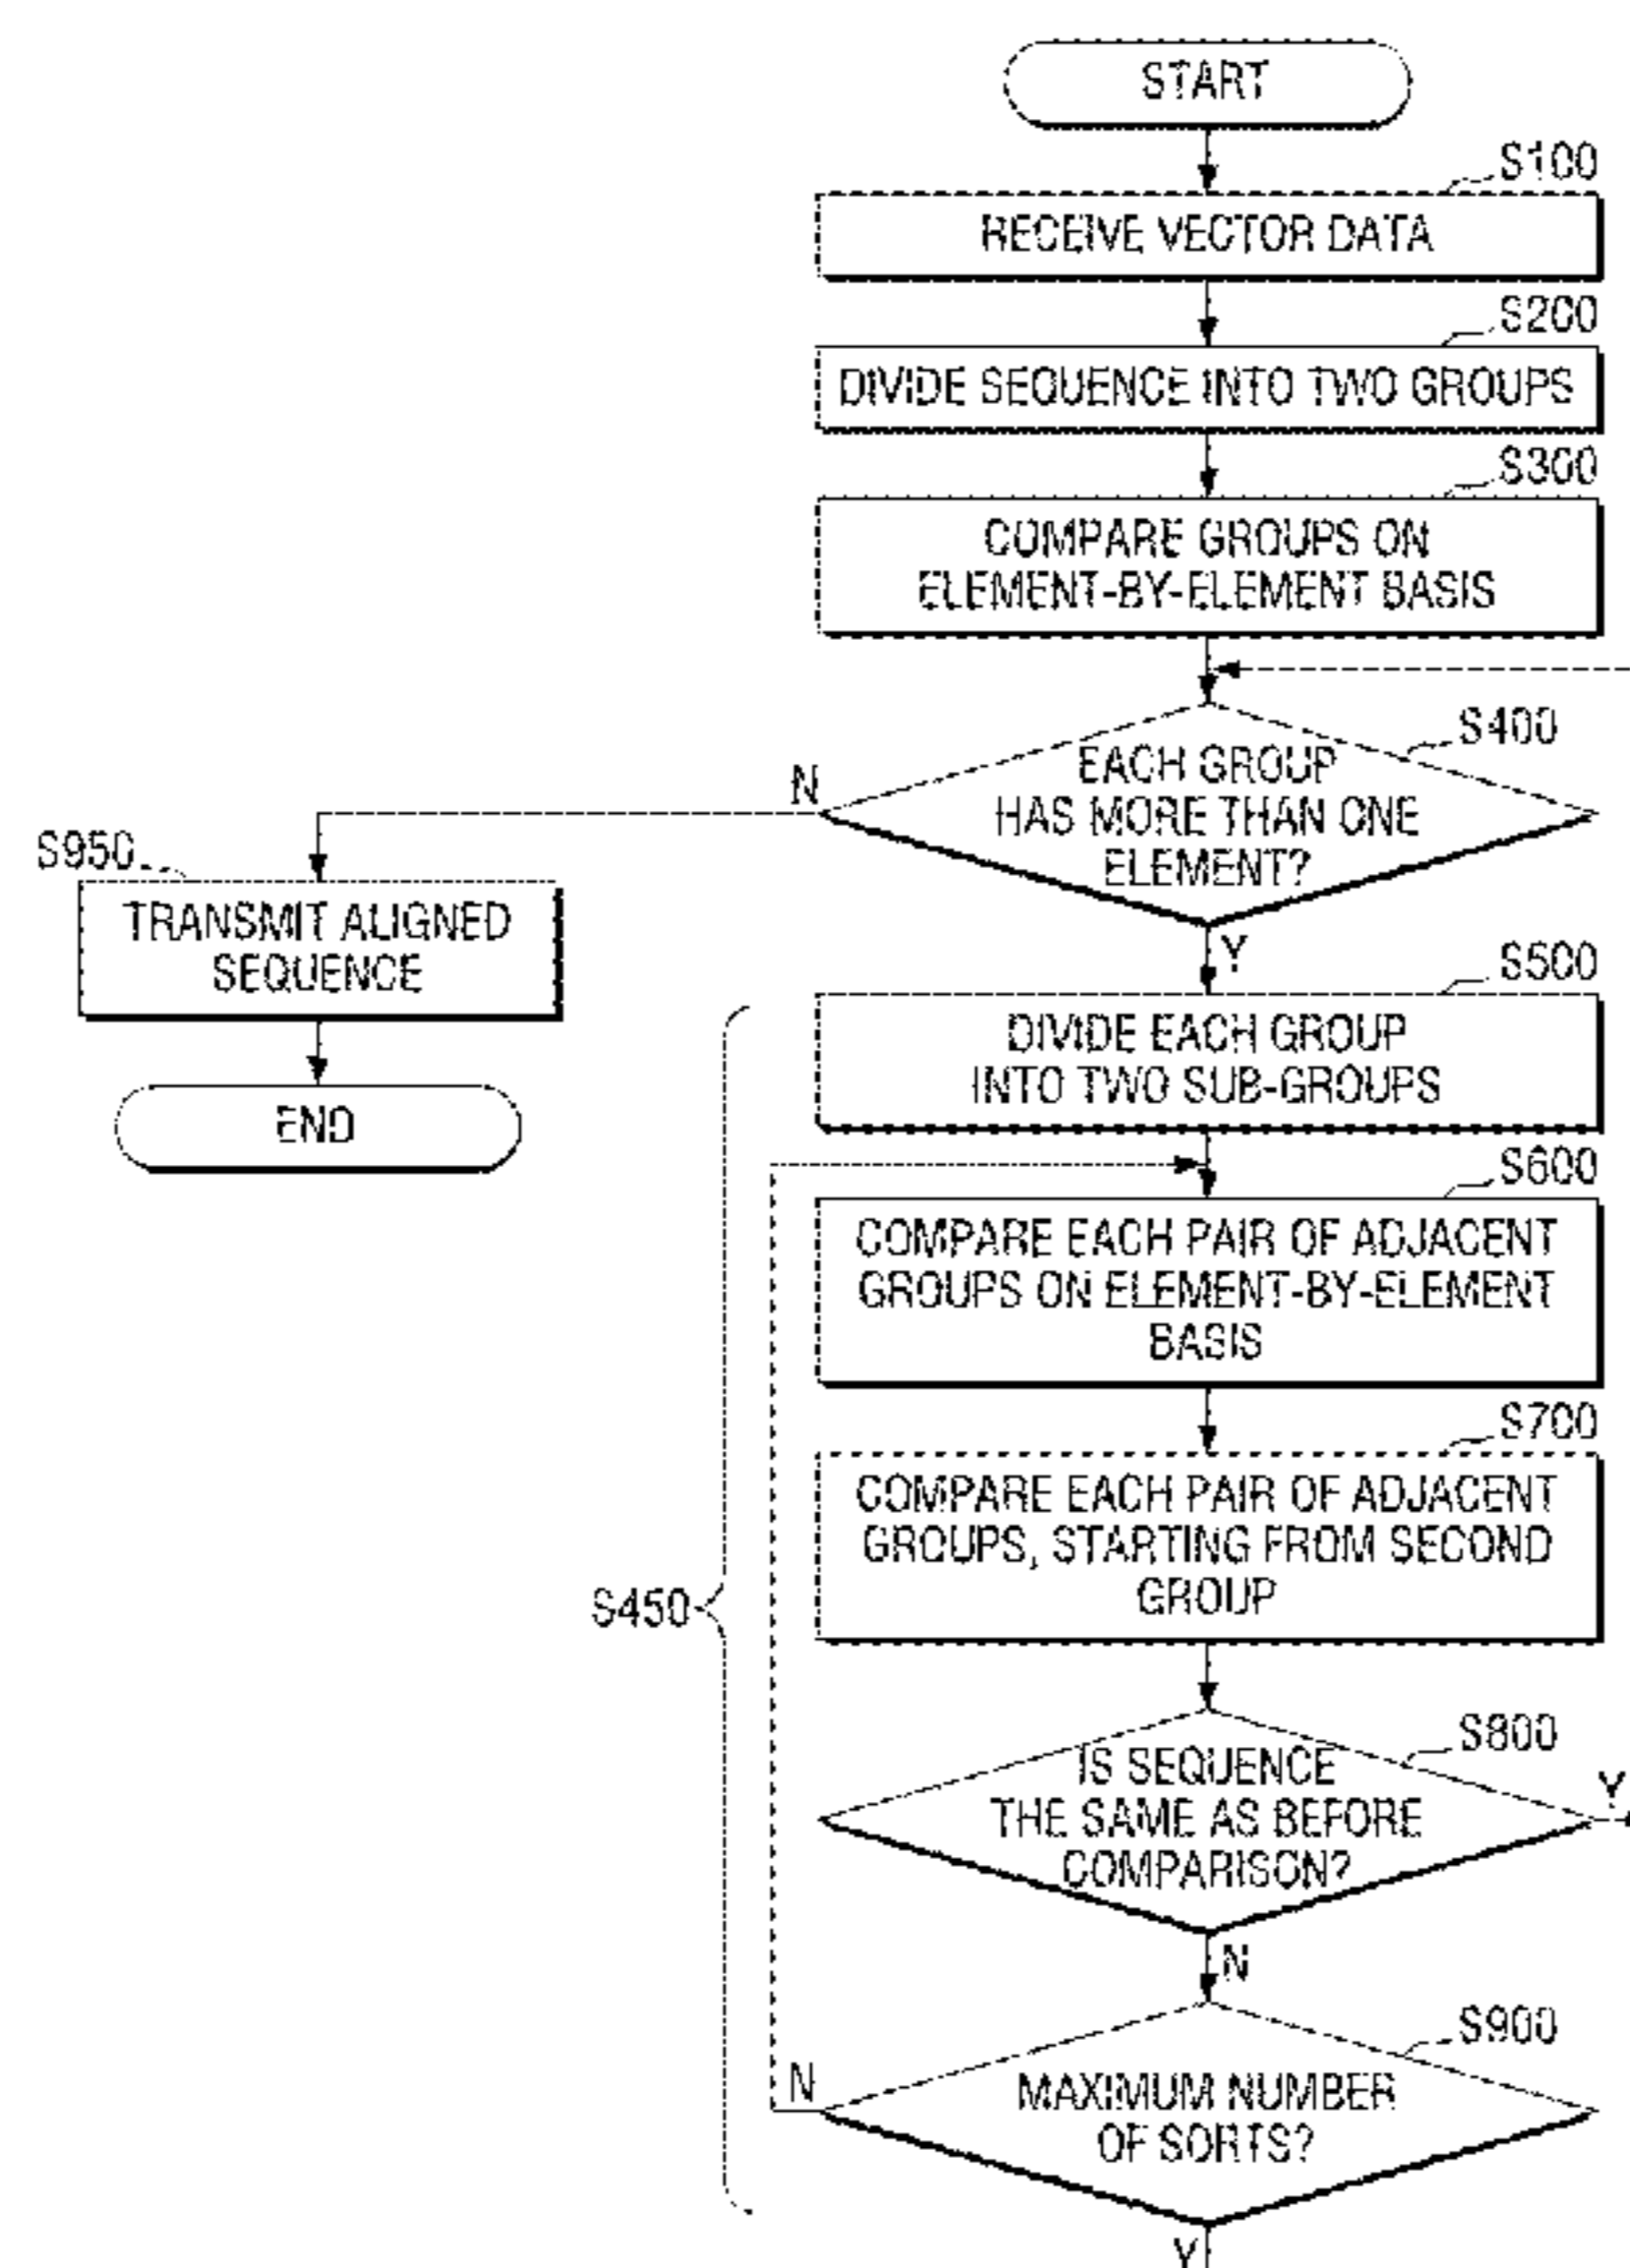 START
S100
RECEIVE VECTOR DATA
S200
DIVIDE SEQUENCE INTO TWO GROUPS
S300
COMPARE GROUPS ON
ELEMENT-BY-ELEMENT BASIS
S400
EACH GROUP
HAS MORE THAN ONE
ELEMENT?
N
S950
TRANSMIT ALIGNED
SEQUENCE
END
Y
S500
DIVIDE EACH GROUP
INTO TWO SUB-GROUPS
S600
COMPARE EACH PAIR OF ADJACENT
GROUPS ON ELEMENT-BY-ELEMENT
BASIS
S700
COMPARE EACH PAIR OF ADJACENT
GROUPS, STARTING FROM SECOND
GROUP
S450
S800
IS SEQUENCE
THE SAME AS BEFORE
COMPARISON?
Y
N
S900
MAXIMUM NUMBER
OF SORTS?
N
Y